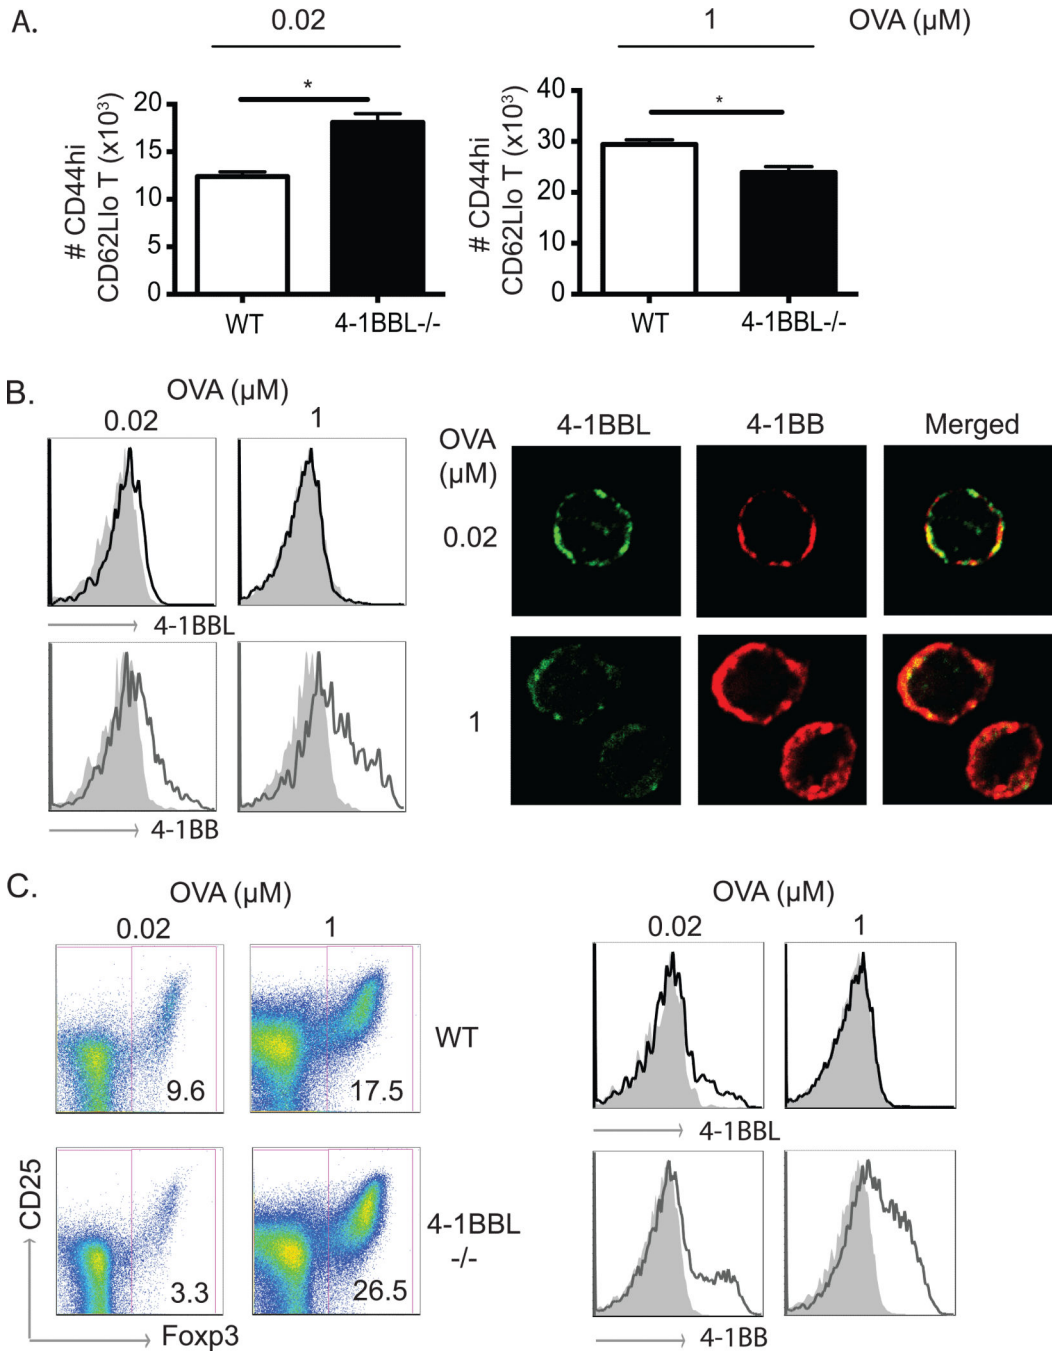 A.
0.02
1
OVA (μM)
*
*
# CD44hi
CD62Llo T (x10³)
20
15
10
5
0
WT
4-1BBL-/-
# CD44hi
CD62Llo T (x10³)
40
30
20
10
0
WT
4-1BBL-/-
B.
OVA (μM)
0.02
1
4-1BBL
4-1BB
OVA
(μM)
4-1BBL
4-1BB
Merged
0.02
1
C.
OVA (μM)
0.02
1
9.6
17.5
WT
3.3
26.5
4-1BBL
-/-
CD25
Foxp3
OVA (μM)
0.02
1
4-1BBL
4-1BB